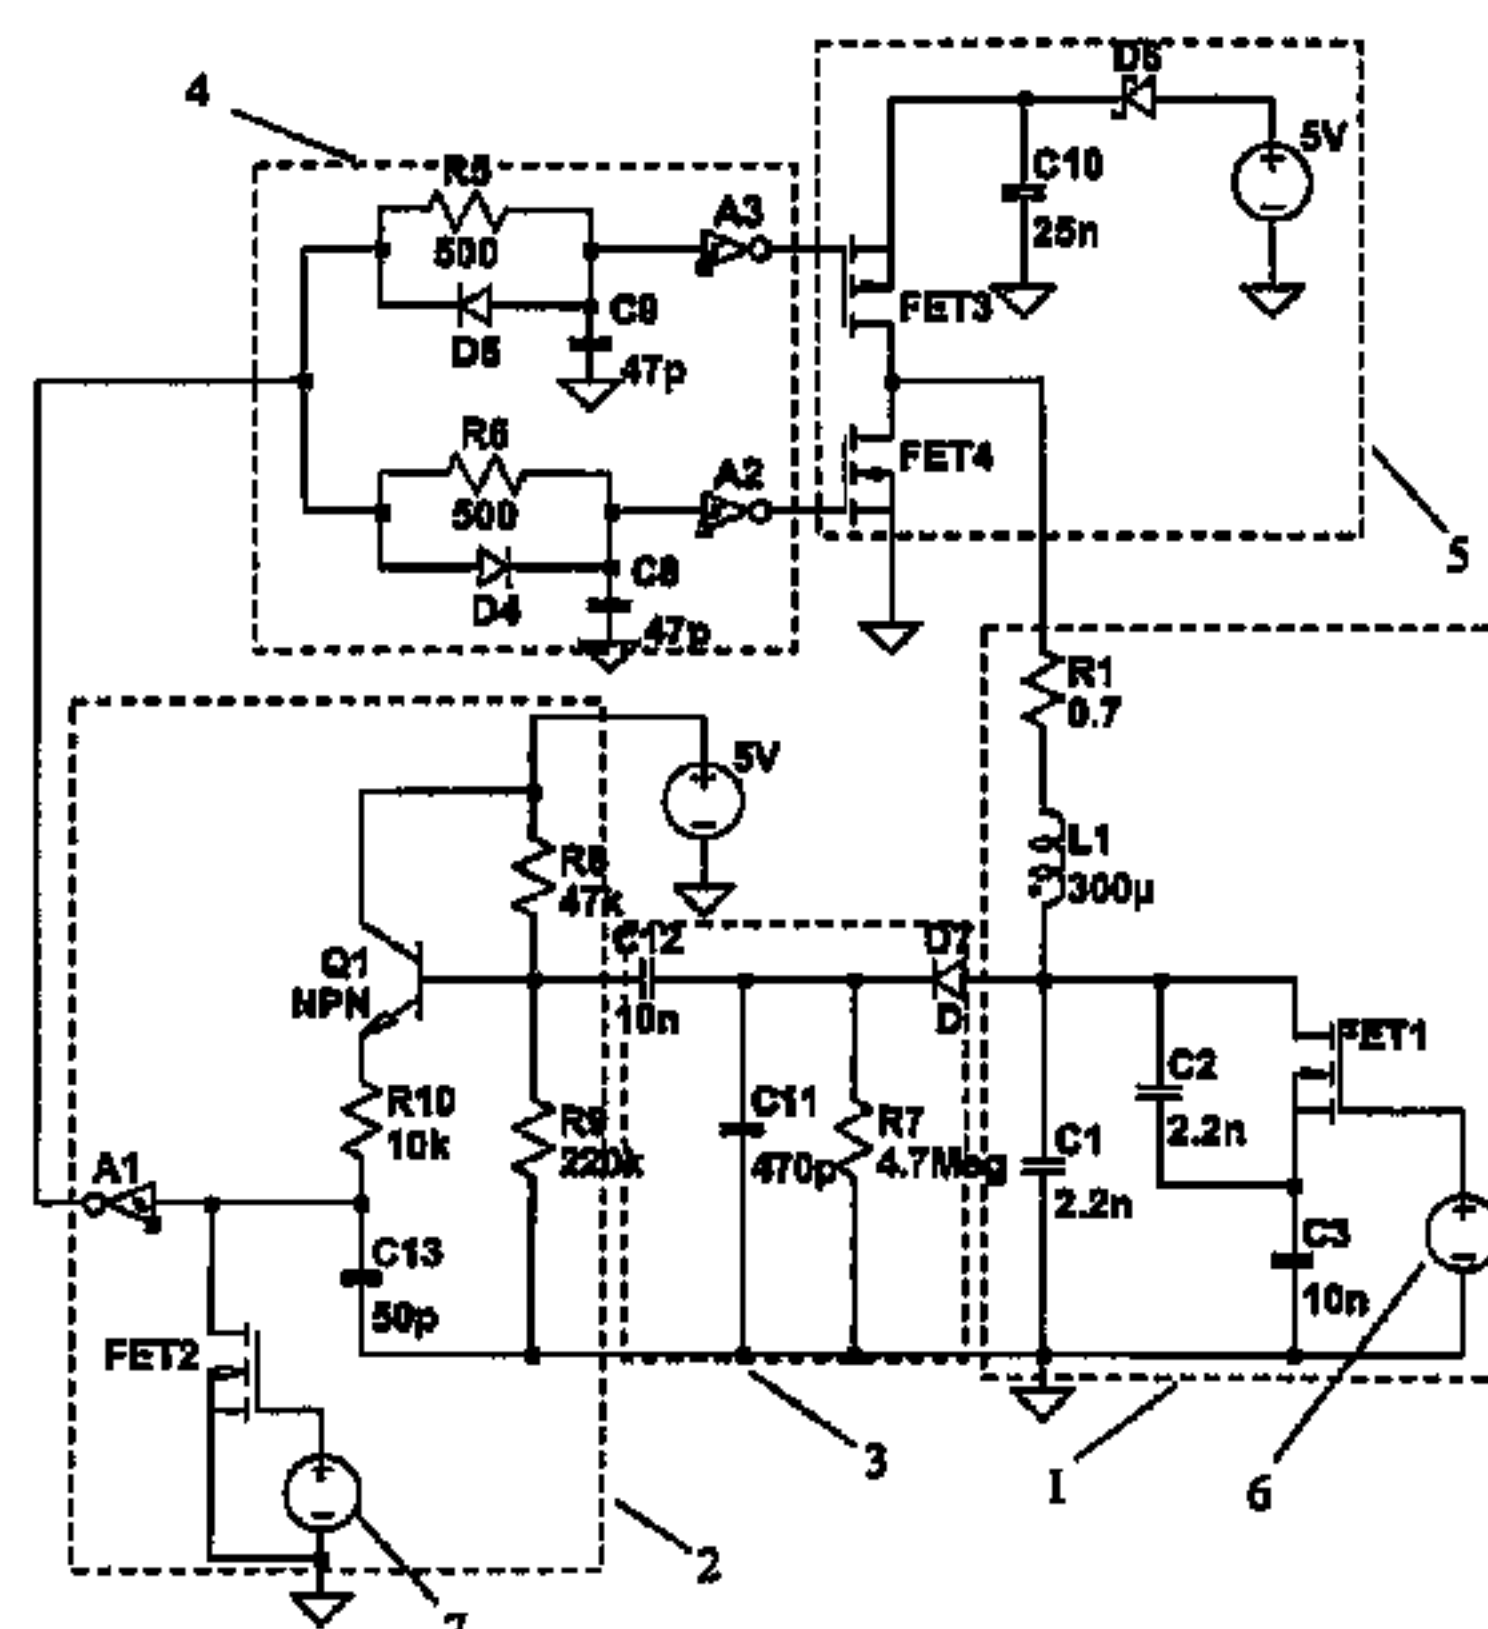 4
R5
500
D5
C9
47p
A3
R6
500
D4
C8
47p
A2
D6
5V
C10
25n
FET3
FET4
5
R1
0.7
L1
300µ
5V
R8
47k
Q1
NPN
C12
10n
D7
D
R10
10k
R9
220k
C11
470p
R7
4.7Meg
C1
2.2n
C2
2.2n
FET1
C3
10n
A1
C13
50p
FET2
3
1
6
2
7